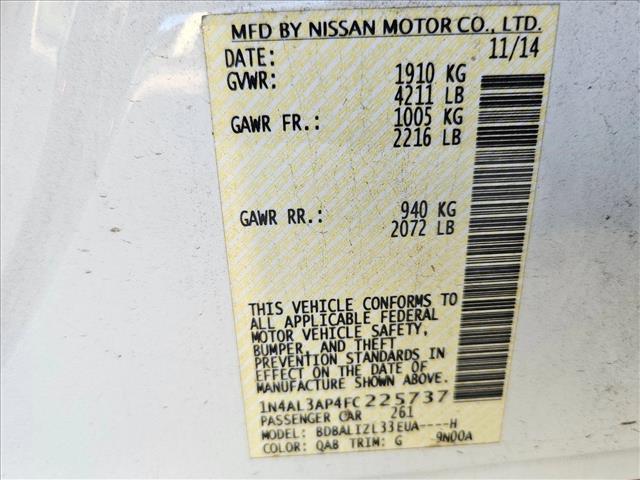 MFD BY NISSAN MOTOR CO., LTD.
DATE: 11/14
GVWR: 1910 KG
4211 LB
GAWR FR.: 1005 KG
2216 LB
GAWR RR.: 940 KG
2072 LB
THIS VEHICLE CONFORMS TO
ALL APPLICABLE FEDERAL
MOTOR VEHICLE SAFETY,
BUMPER, AND THEFT
PREVENTION STANDARDS IN
EFFECT ON THE DATE OF
MANUFACTURE SHOWN ABOVE.
1N4AL3AP4FC225737
PASSENGER CAR 261
MODEL: BDBALIZL33EUA----H
COLOR: QAB TRIM: G 9N00A